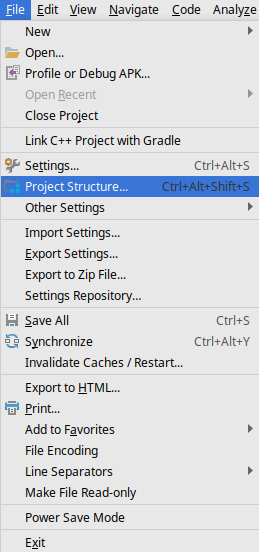 File Edit View Navigate Code Analyze
New
Open...
Profile or Debug APK...
Open Recent
Close Project
Link C++ Project with Gradle
Settings... Ctrl+Alt+S
Project Structure... Ctrl+Alt+Shift+S
Other Settings
Import Settings...
Export Settings...
Export to Zip File...
Settings Repository...
Save All Ctrl+S
Synchronize Ctrl+Alt+Y
Invalidate Caches / Restart...
Export to HTML...
Print...
Add to Favorites
File Encoding
Line Separators
Make File Read-only
Power Save Mode
Exit